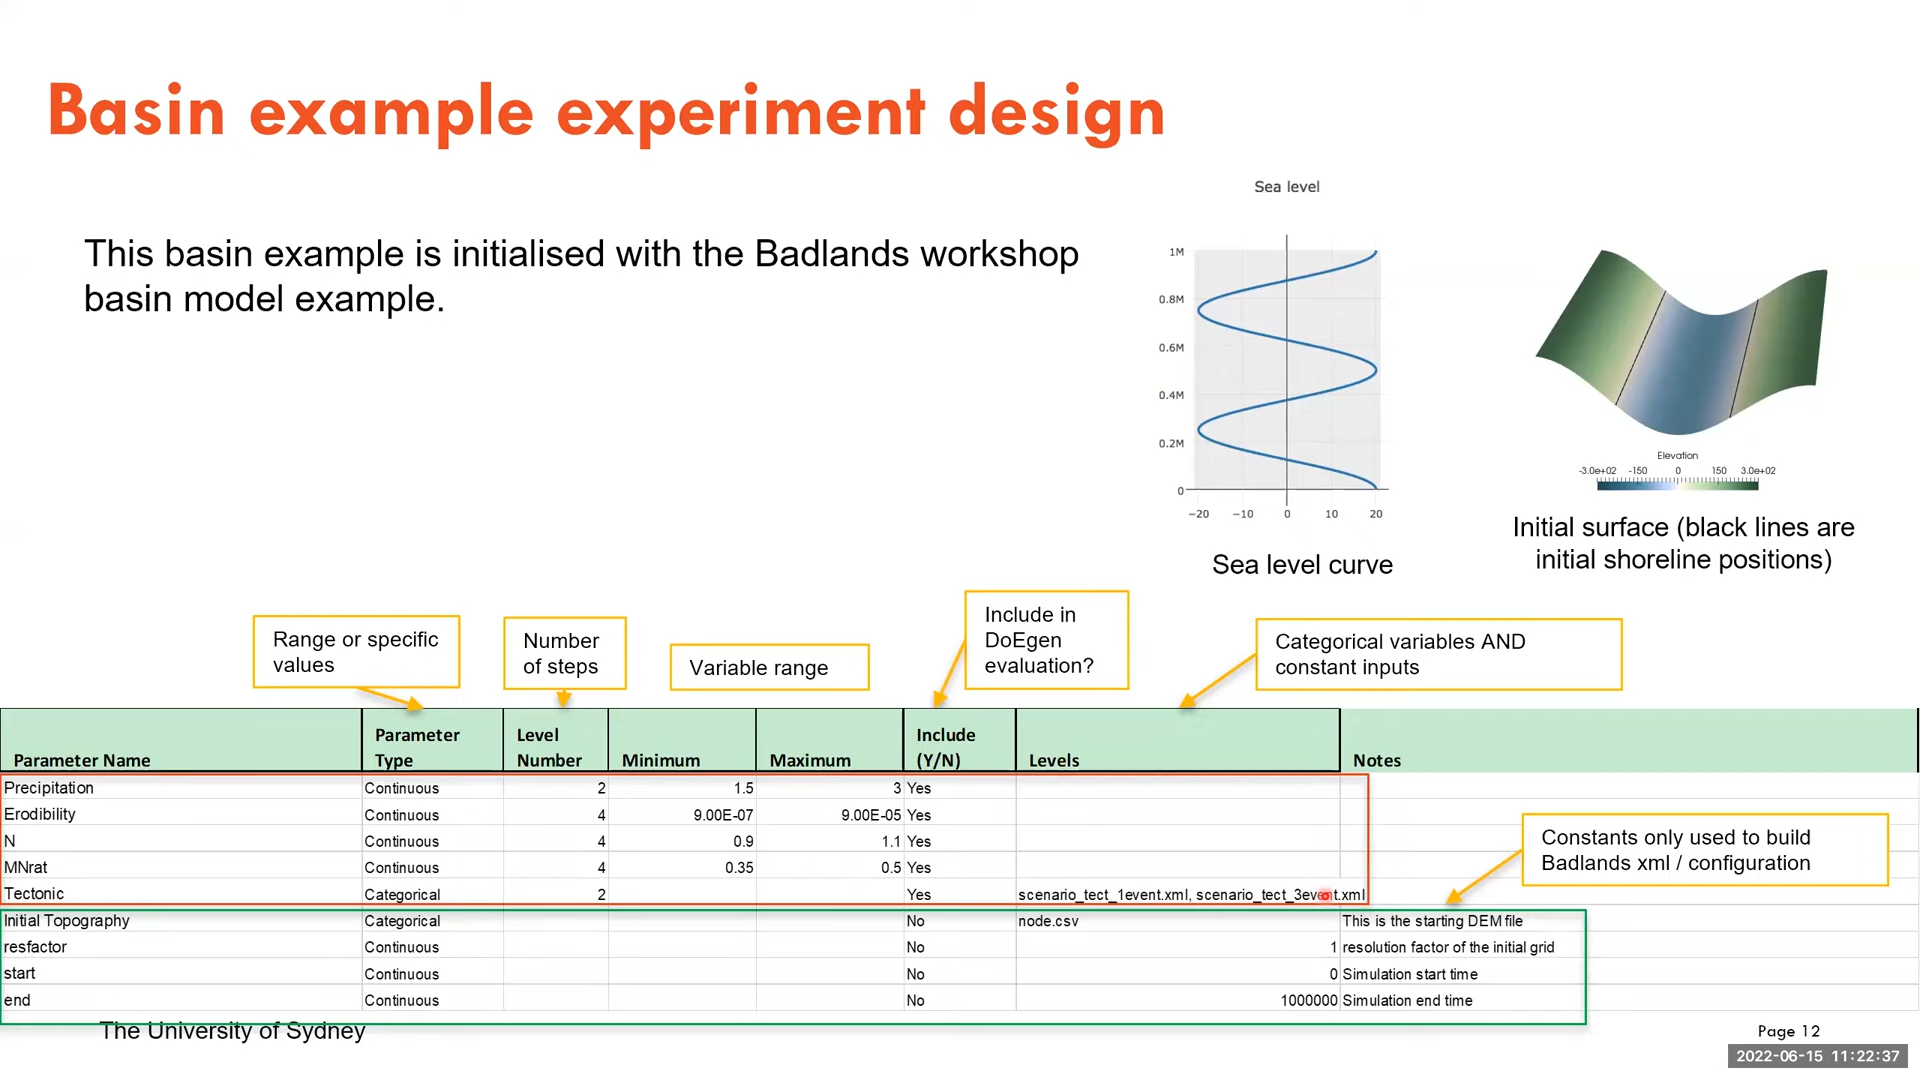 Basin example experiment design
This basin example is initialised with the Badlands workshop
basin model example.
Sea level
1M
0.8M
0.6M
0.4M
0.2M
0
−20 −10 0 10 20
Sea level curve
Elevation
-3.0e+02 -150 0 150 3.0e+02
Initial surface (black lines are
initial shoreline positions)
Range or specific
values
Number
of steps
Variable range
Include in
DoEgen
evaluation?
Categorical variables AND
constant inputs
Parameter Name Parameter Type Level Number Minimum Maximum Include (Y/N) Levels Notes
Precipitation Continuous 2 1.5 3 Yes
Erodibility Continuous 4 9.00E-07 9.00E-05 Yes
N Continuous 4 0.9 1.1 Yes
MNrat Continuous 4 0.35 0.5 Yes
Tectonic Categorical 2 Yes scenario_tect_1event.xml, scenario_tect_3event.xml
Constants only used to build
Badlands xml / configuration
Initial Topography Categorical No node.csv This is the starting DEM file
resfactor Continuous No 1 resolution factor of the initial grid
start Continuous No 0 Simulation start time
end Continuous No 1000000 Simulation end time
The University of Sydney
Page 12
2022-06-15 11:22:37